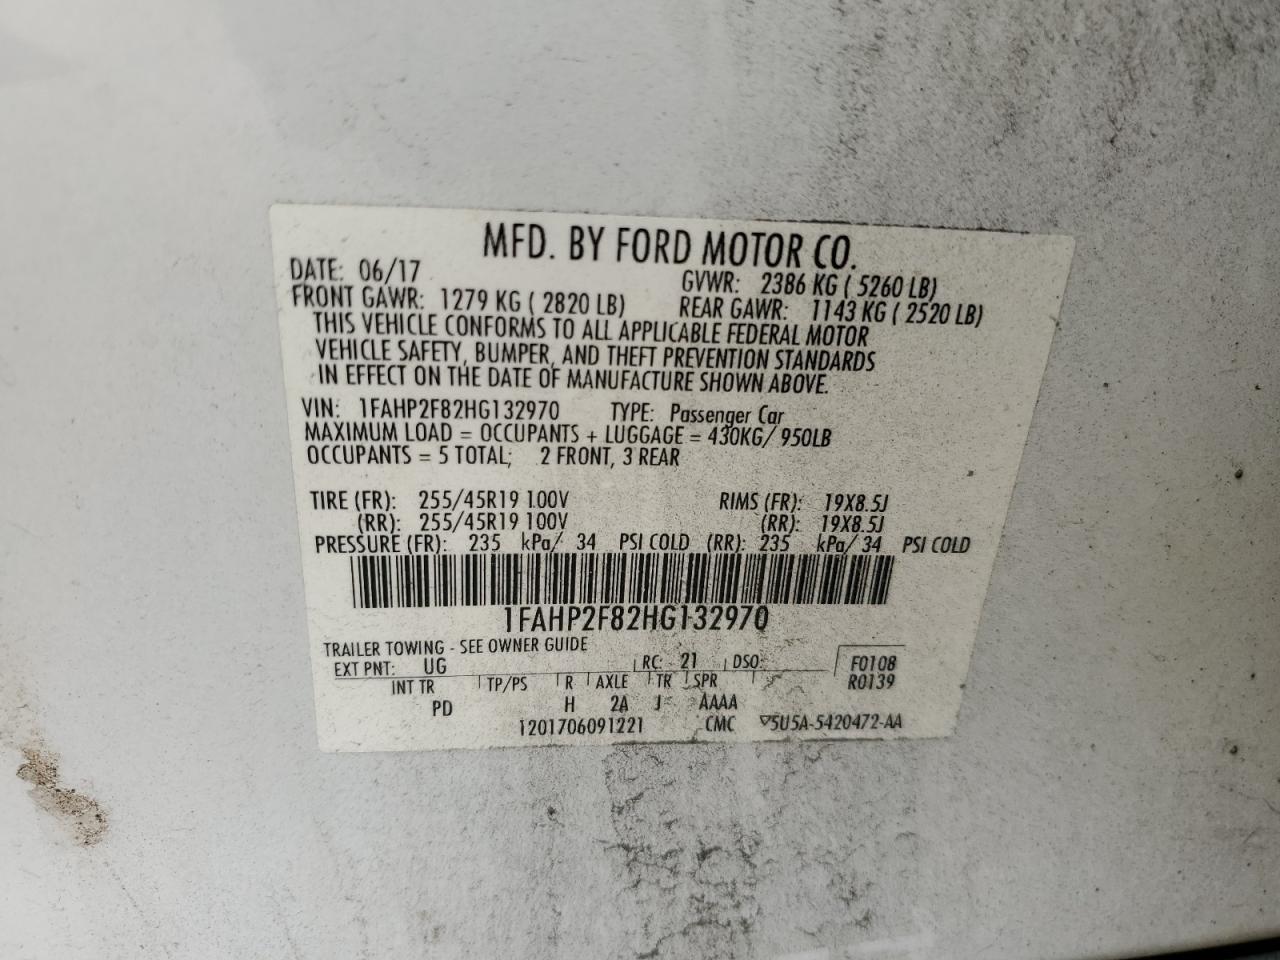 MFD. BY FORD MOTOR CO.
DATE: 06/17 GVWR: 2386 KG ( 5260 LB)
FRONT GAWR: 1279 KG ( 2820 LB) REAR GAWR: 1143 KG ( 2520 LB)
THIS VEHICLE CONFORMS TO ALL APPLICABLE FEDERAL MOTOR
VEHICLE SAFETY, BUMPER, AND THEFT PREVENTION STANDARDS
IN EFFECT ON THE DATE OF MANUFACTURE SHOWN ABOVE.
VIN: 1FAHP2F82HG132970 TYPE: Passenger Car
MAXIMUM LOAD = OCCUPANTS + LUGGAGE = 430KG/ 950LB
OCCUPANTS = 5 TOTAL; 2 FRONT, 3 REAR
TIRE (FR): 255/45R19 100V RIMS (FR): 19X8.5J
(RR): 255/45R19 100V (RR): 19X8.5J
PRESSURE (FR): 235 kPa/ 34 PSI COLD (RR): 235 kPa/ 34 PSI COLD
1FAHP2F82HG132970
TRAILER TOWING - SEE OWNER GUIDE
EXT PNT: UG RC: 21 DSO: F0108
R0139
INT TR TP/PS R AXLE TR SPR
PD H 2A J AAAA
1201706091221 CMC ▽5U5A-5420472-AA